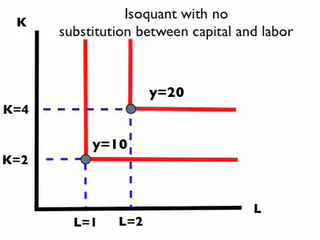 Isoquant with no
substitution between capital and labor
K
y=20
K=4
y=10
K=2
L
L=1
L=2